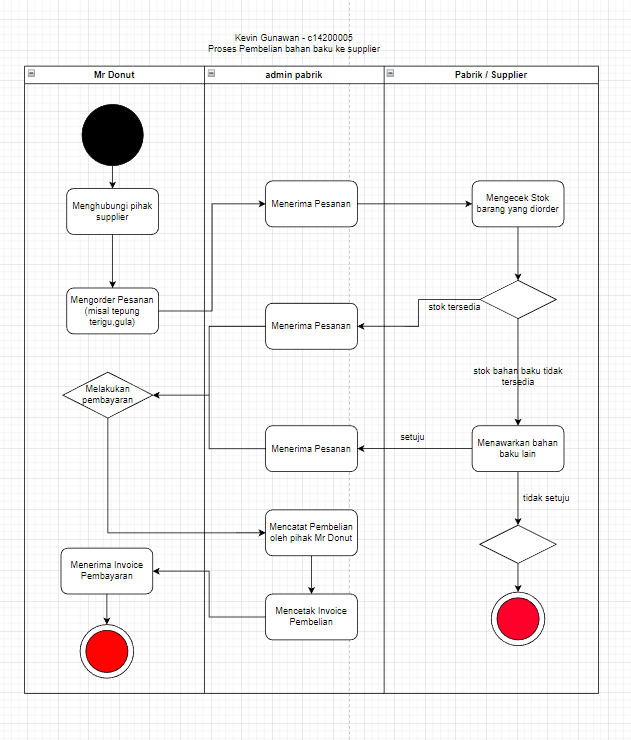 Kevin Gunawan - c14200005
Proses Pembelian bahan baku ke supplier
Mr Donut
admin pabrik
Pabrik / Supplier
Menghubungi pihak
supplier
Menerima Pesanan
Mengecek Stok
barang yang diorder
Mengorder Pesanan
(misal tepung
terigu,gula)
stok tersedia
Menerima Pesanan
stok bahan baku tidak
tersedia
Melakukan
pembayaran
Menerima Pesanan
setuju
Menawarkan bahan
baku lain
tidak setuju
Mencatat Pembelian
oleh pihak Mr Donut
Menerima Invoice
Pembayaran
Mencetak Invoice
Pembelian